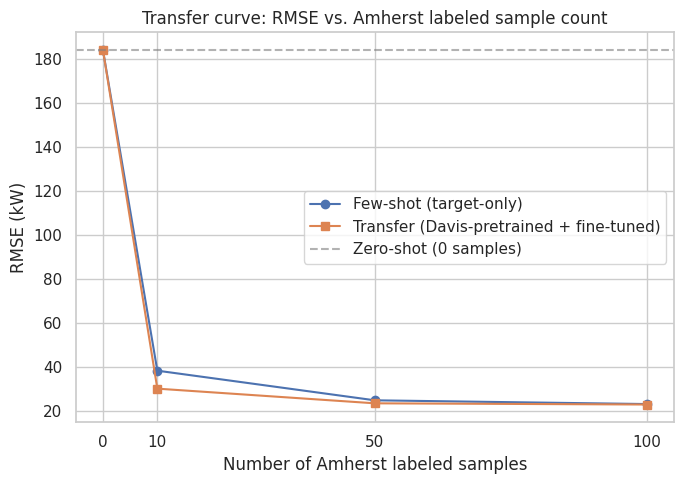 Transfer curve: RMSE vs. Amherst labeled sample count
RMSE (kW)
180
160
140
120
100
80
60
40
20
Few-shot (target-only)
Transfer (Davis-pretrained + fine-tuned)
Zero-shot (0 samples)
0 10 50 100
Number of Amherst labeled samples